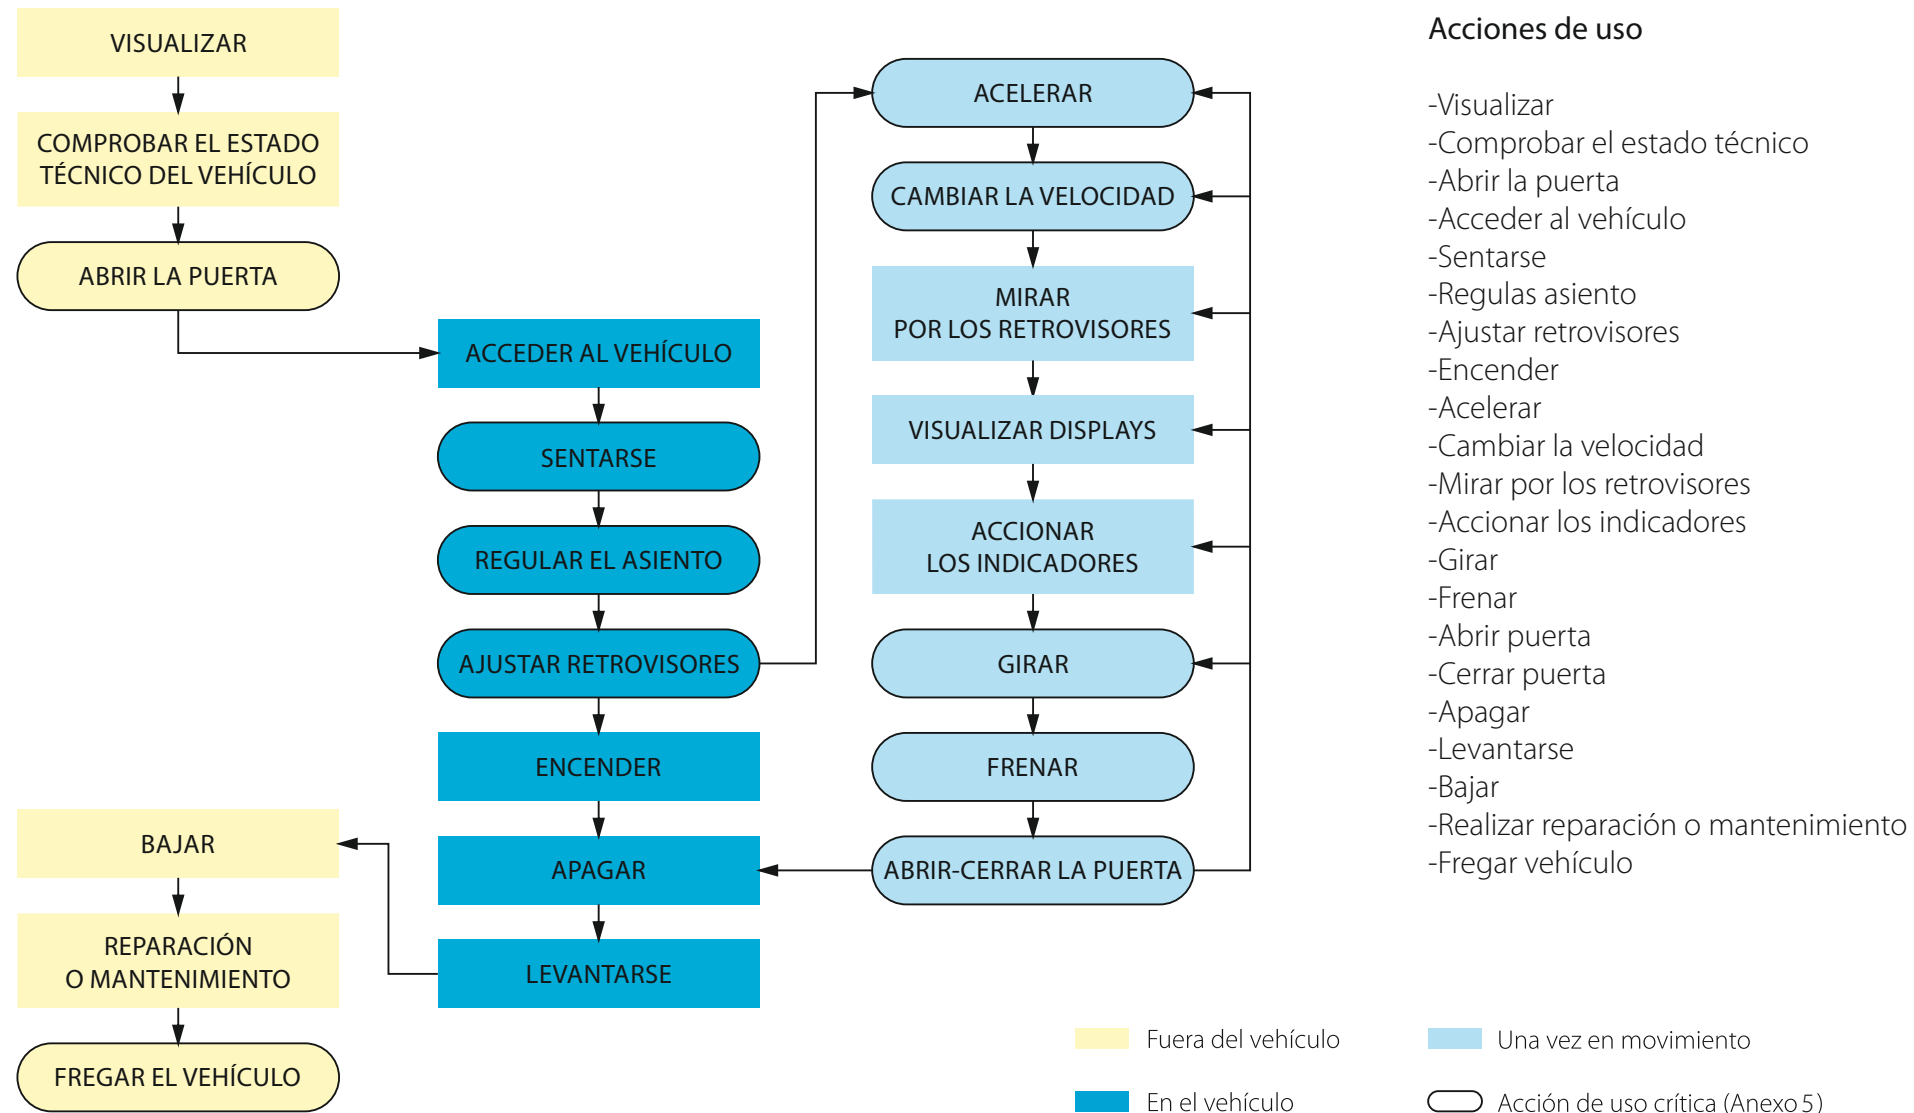 VISUALIZAR
COMPROBAR EL ESTADO
TÉCNICO DEL VEHÍCULO
ABRIR LA PUERTA
ACCEDER AL VEHÍCULO
SENTARSE
REGULAR EL ASIENTO
AJUSTAR RETROVISORES
ENCENDER
APAGAR
LEVANTARSE
BAJAR
REPARACIÓN
O MANTENIMIENTO
FREGAR EL VEHÍCULO
ACELERAR
CAMBIAR LA VELOCIDAD
MIRAR
POR LOS RETROVISORES
VISUALIZAR DISPLAYS
ACCIONAR
LOS INDICADORES
GIRAR
FRENAR
ABRIR-CERRAR LA PUERTA
Acciones de uso
-Visualizar
-Comprobar el estado técnico
-Abrir la puerta
-Acceder al vehículo
-Sentarse
-Regulas asiento
-Ajustar retrovisores
-Encender
-Acelerar
-Cambiar la velocidad
-Mirar por los retrovisores
-Accionar los indicadores
-Girar
-Frenar
-Abrir puerta
-Cerrar puerta
-Apagar
-Levantarse
-Bajar
-Realizar reparación o mantenimiento
-Fregar vehículo
Fuera del vehículo
En el vehículo
Una vez en movimiento
Acción de uso crítica (Anexo 5)